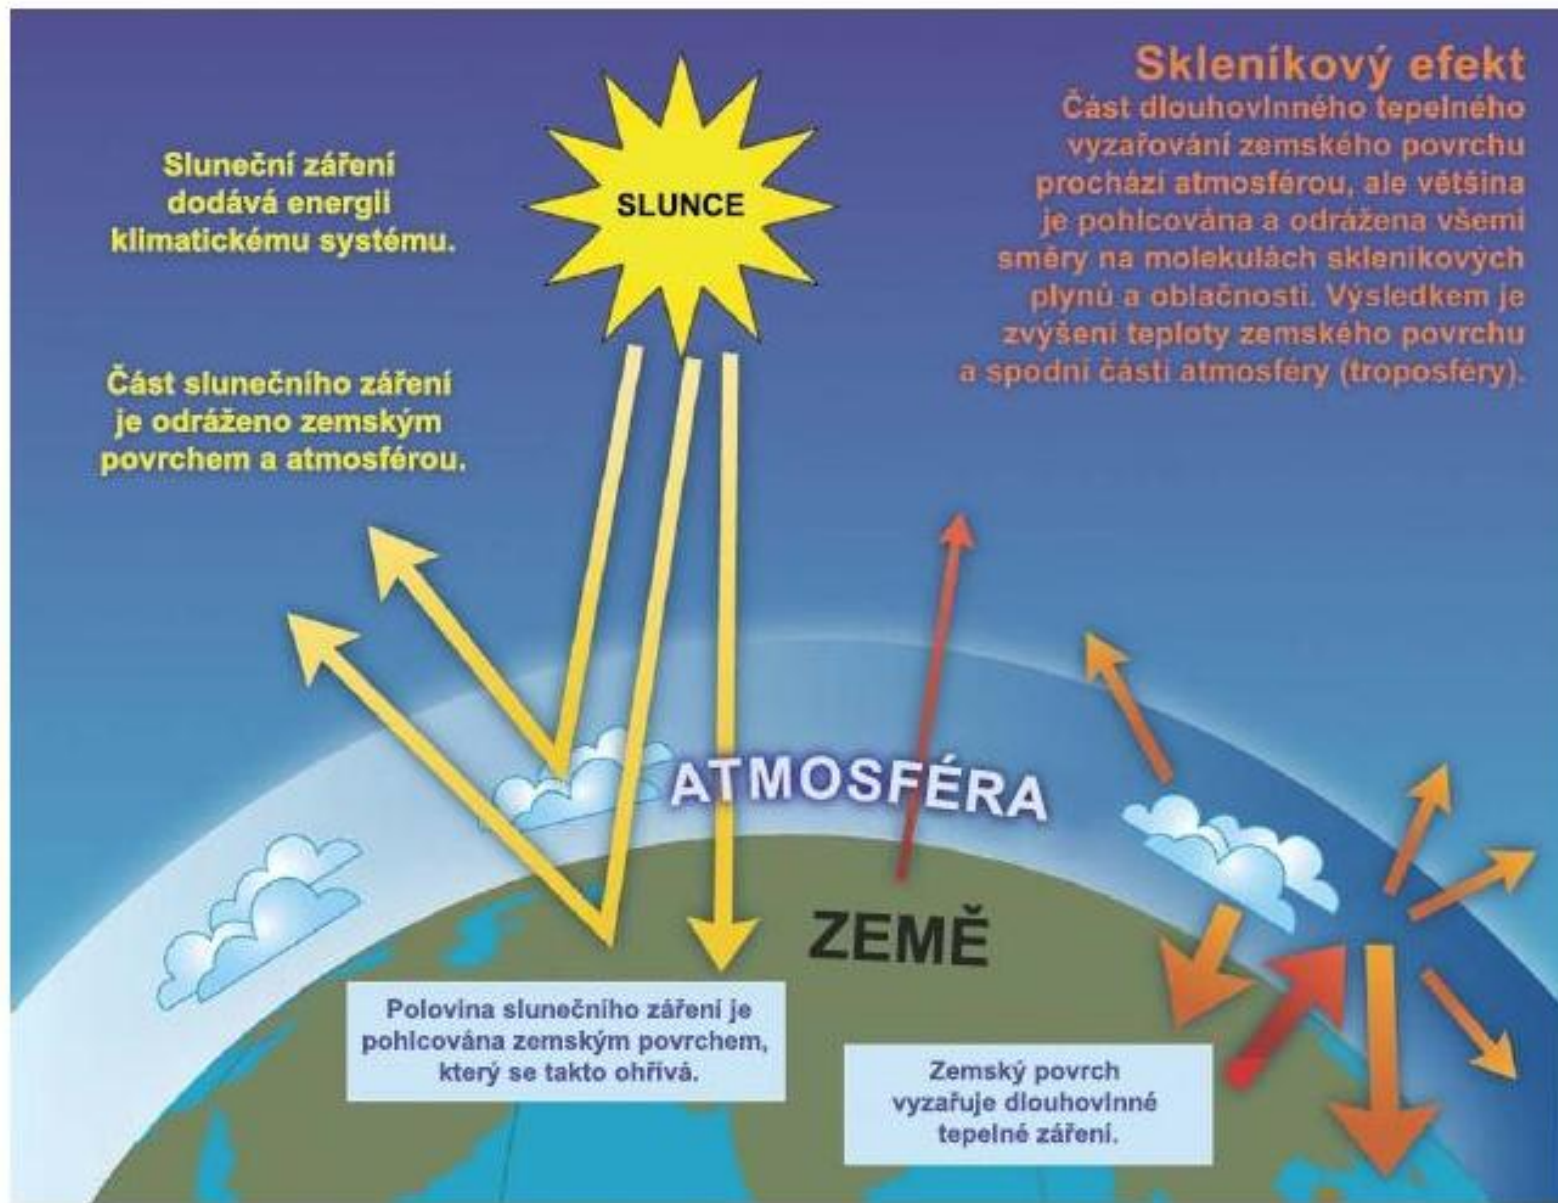 Skleníkový efekt
Část dlouhovlnného tepelného
vyzařování zemského povrchu
prochází atmosférou, ale většina
je pohlcována a odrážena všemi
směry na molekulách skleníkových
plynů a oblačnosti. Výsledkem je
zvýšení teploty zemského povrchu
a spodní části atmosféry (troposféry).
Sluneční záření
dodává energii
klimatickému systému.
SLUNCE
Část slunečního záření
je odráženo zemským
povrchem a atmosférou.
ATMOSFÉRA
ZEMĚ
Polovina slunečního záření je
pohlcována zemským povrchem,
který se takto ohřívá.
Zemský povrch
vyzařuje dlouhovlnné
tepelné záření.